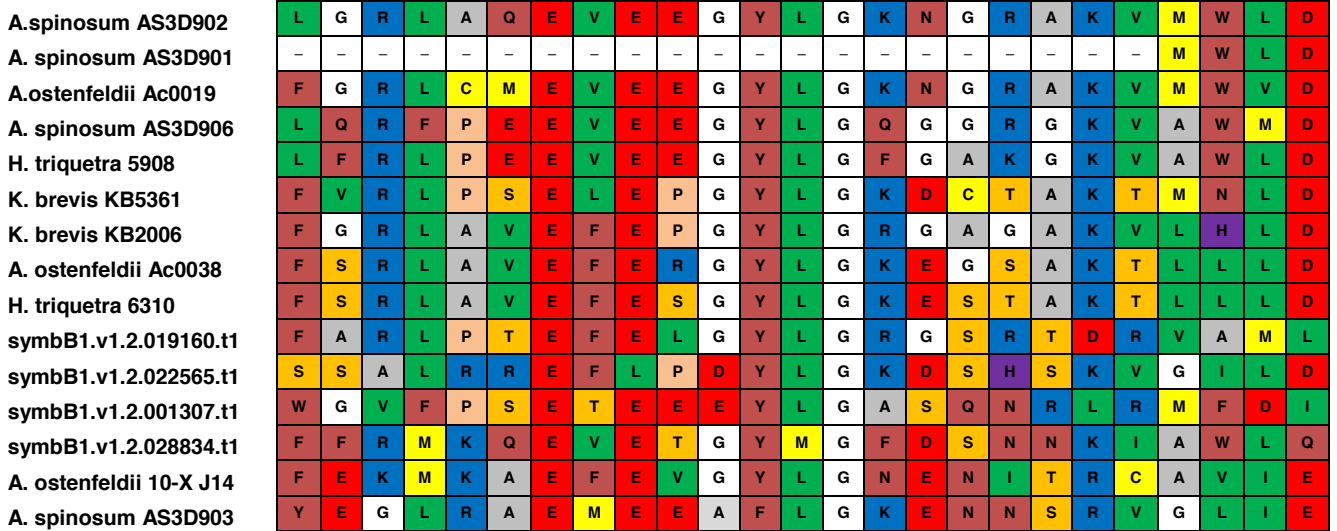 A.spinosum AS3D902 L G R L A Q E V E E G Y L G K N G R A K V M W L D
A. spinosum AS3D901 – – – – – – – – – – – – – – – – – – – – – M W L D
A.ostenfeldii Ac0019 F G R L C M E V E E G Y L G K N G R A K V M W V D
A. spinosum AS3D906 L Q R F P E E V E E G Y L G Q G G R G K V A W M D
H. triquetra 5908 L F R L P E E V E E G Y L G F G A K G K V A W L D
K. brevis KB5361 F V R L P S E L E P G Y L G K D C T A K T M N L D
K. brevis KB2006 F G R L A V E F E P G Y L G R G A G A K V L H L D
A. ostenfeldii Ac0038 F S R L A V E F E R G Y L G K E G S A K T L L L D
H. triquetra 6310 F S R L A V E F E S G Y L G K E S T A K T L L L D
symbB1.v1.2.019160.t1 F A R L P T E F E L G Y L G R G S R T D R V A M L
symbB1.v1.2.022565.t1 S S A L R R E F L P D Y L G K D S H S K V G I L D
symbB1.v1.2.001307.t1 W G V F P S E T E E E Y L G A S Q N R L R M F D I
symbB1.v1.2.028834.t1 F F R M K Q E V E T G Y M G F D S N N K I A W L Q
A. ostenfeldii 10-X J14 F E K M K A E F E V G Y L G N E N I T R C A V I E
A. spinosum AS3D903 Y E G L R A E M E E A F L G K E N N S R V G L I E